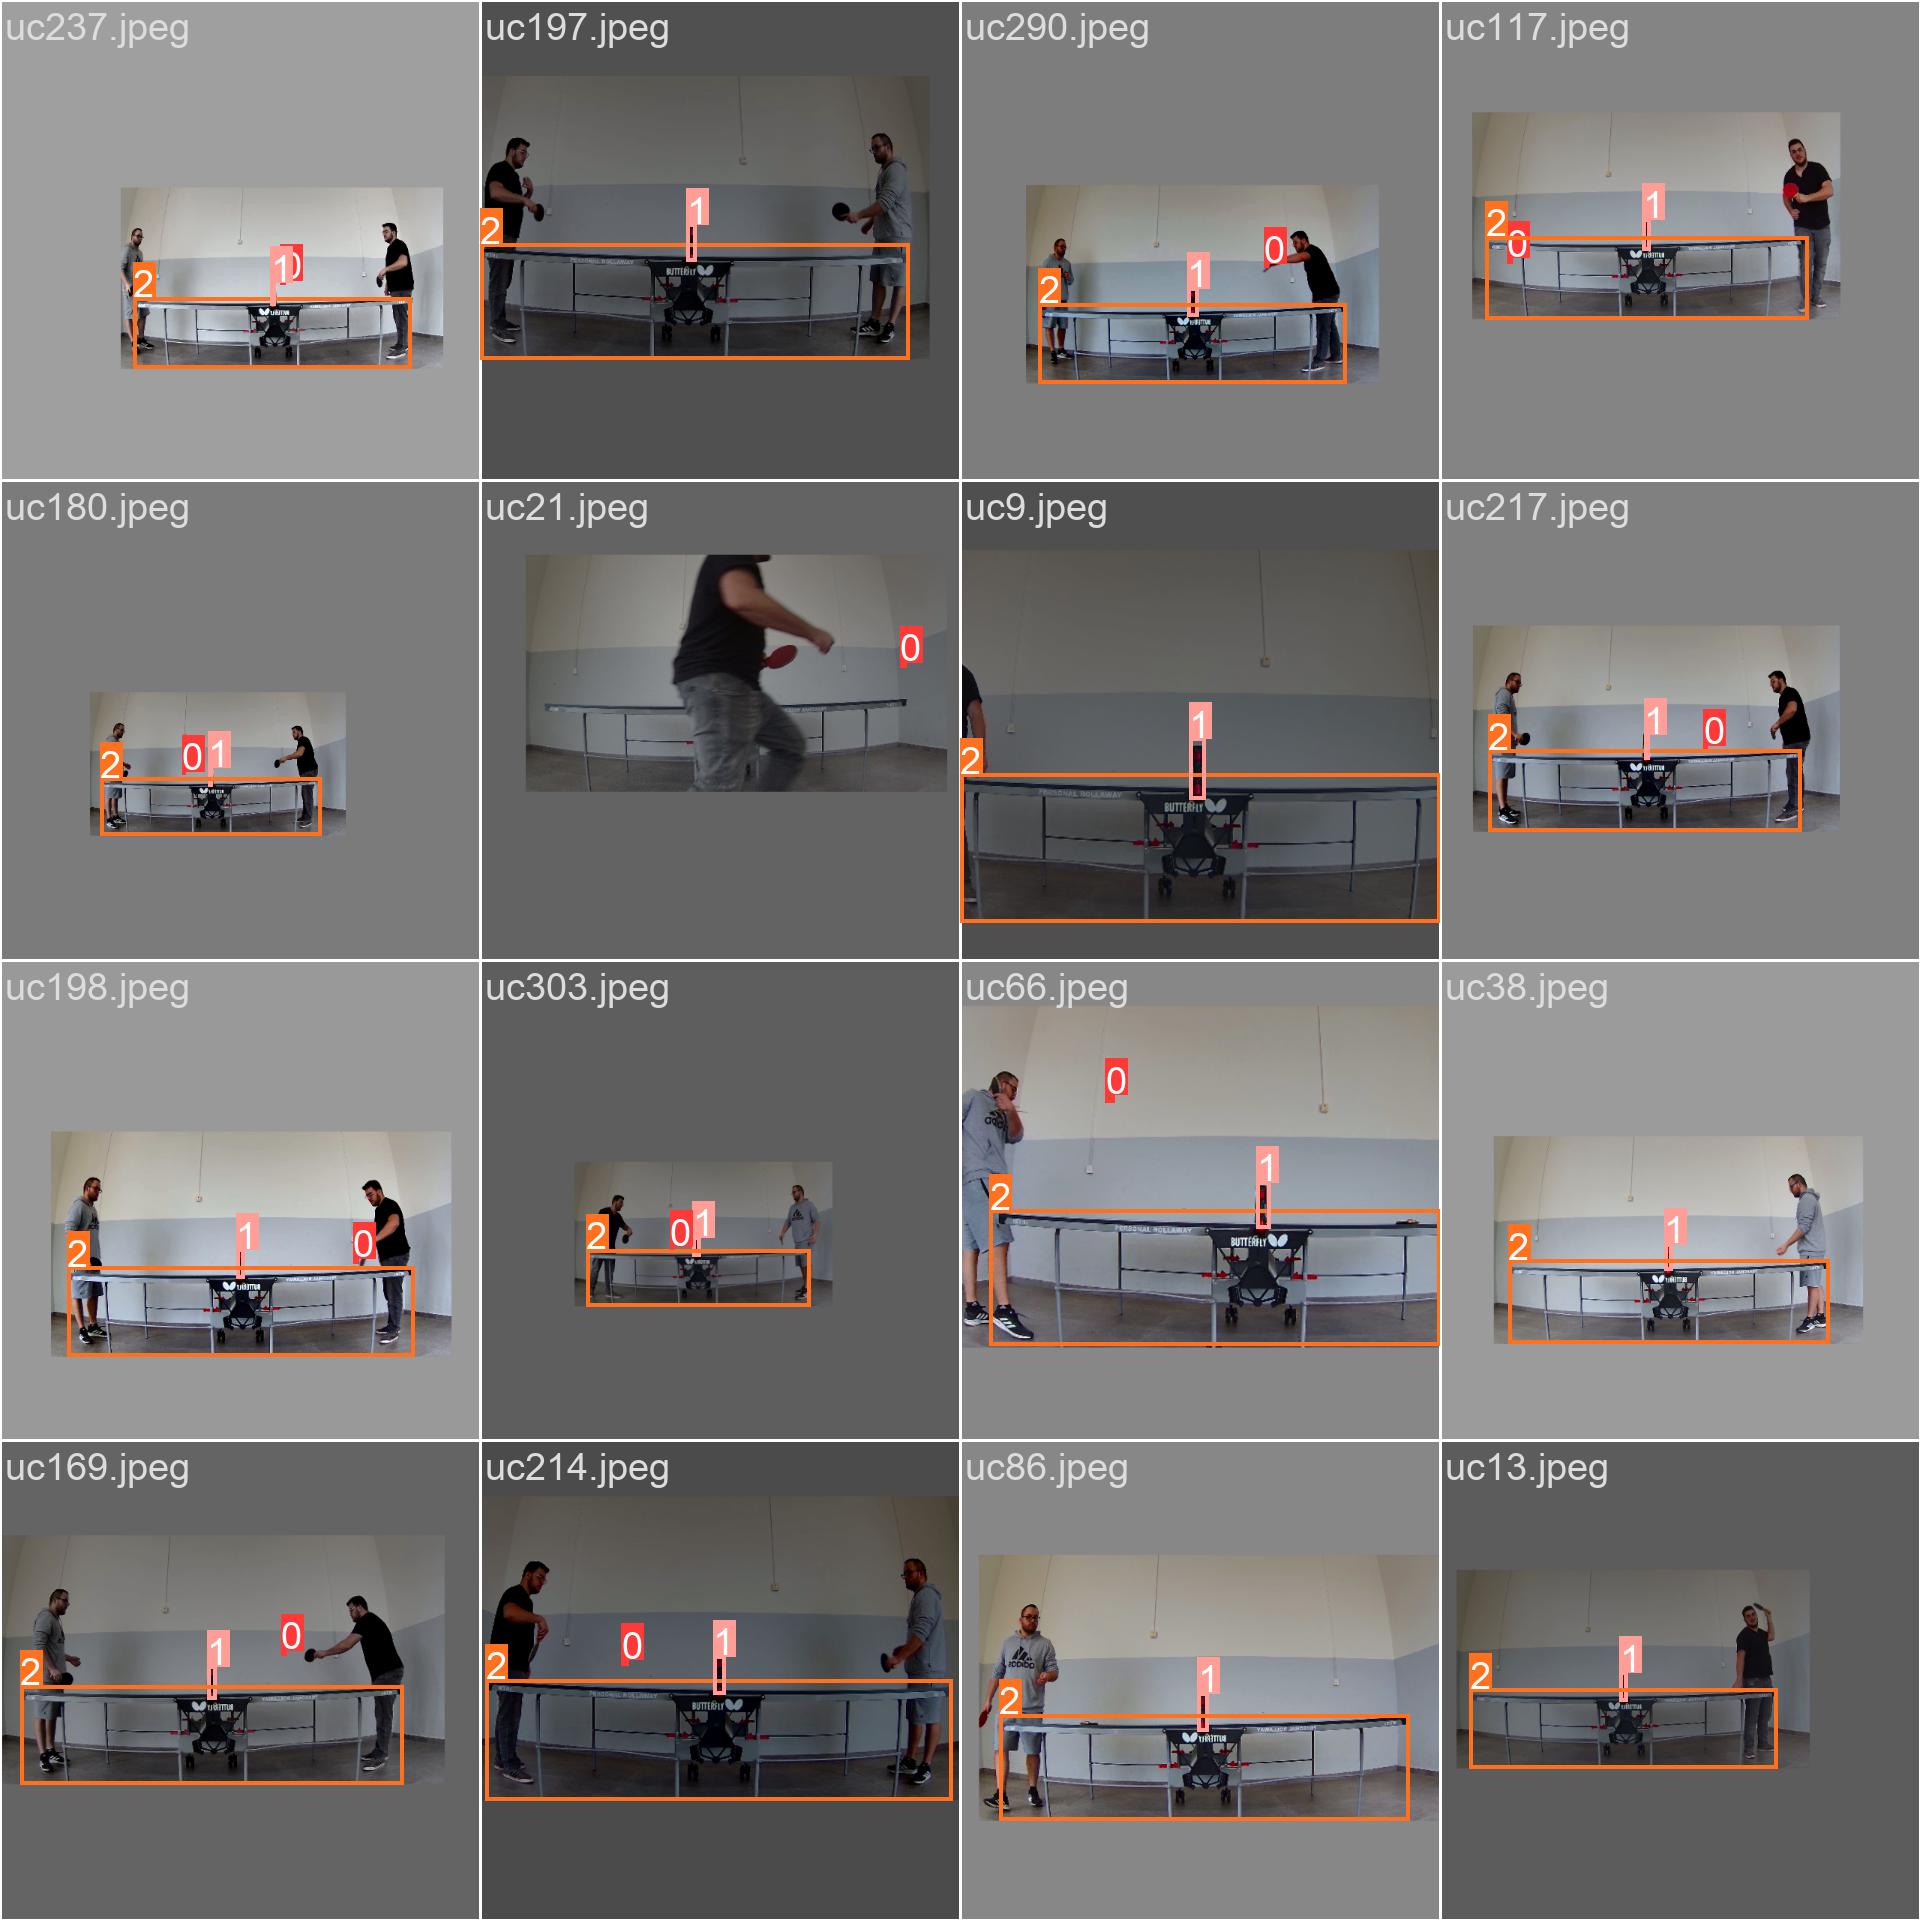 uc237.jpeg
uc197.jpeg
uc290.jpeg
uc117.jpeg
0
1
2
1
2
PERSONAL ROLLAWAY
BUTTERFLY
0
1
2
1
2
0
uc180.jpeg
uc21.jpeg
uc9.jpeg
uc217.jpeg
0
1
2
0
1
2
PERSONAL ROLLAWAY
BUTTERFLY
1
0
2
uc198.jpeg
uc303.jpeg
uc66.jpeg
uc38.jpeg
1
0
2
0
1
2
0
1
2
PERSONAL ROLLAWAY
BUTTERFLY
1
2
uc169.jpeg
uc214.jpeg
uc86.jpeg
uc13.jpeg
0
1
2
0
1
2
PERSONAL ROLLAWAY
BUTTERFLY
1
2
1
2